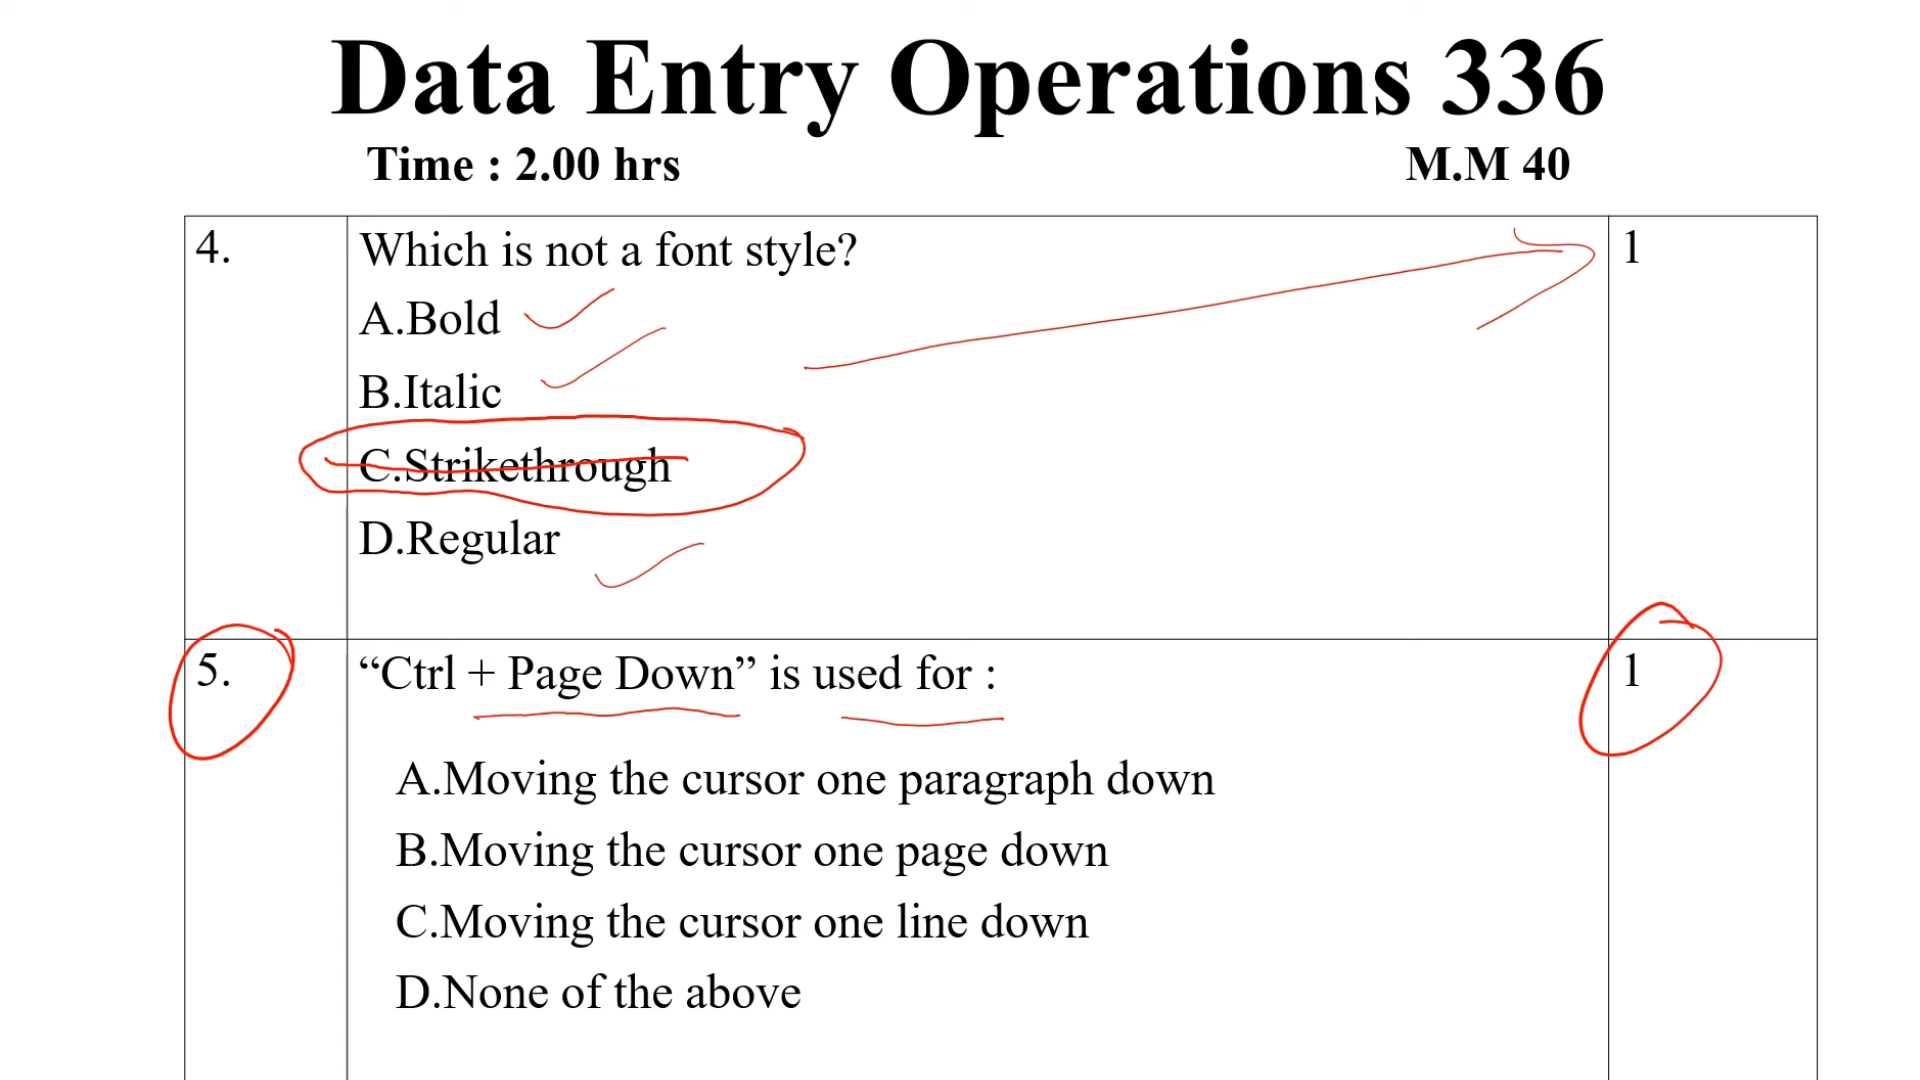 Data Entry Operations 336
Time : 2.00 hrs M.M 40
4. Which is not a font style? 1
A.Bold
B.Italic
C.Strikethrough
D.Regular
5. “Ctrl + Page Down” is used for : 1
A.Moving the cursor one paragraph down
B.Moving the cursor one page down
C.Moving the cursor one line down
D.None of the above